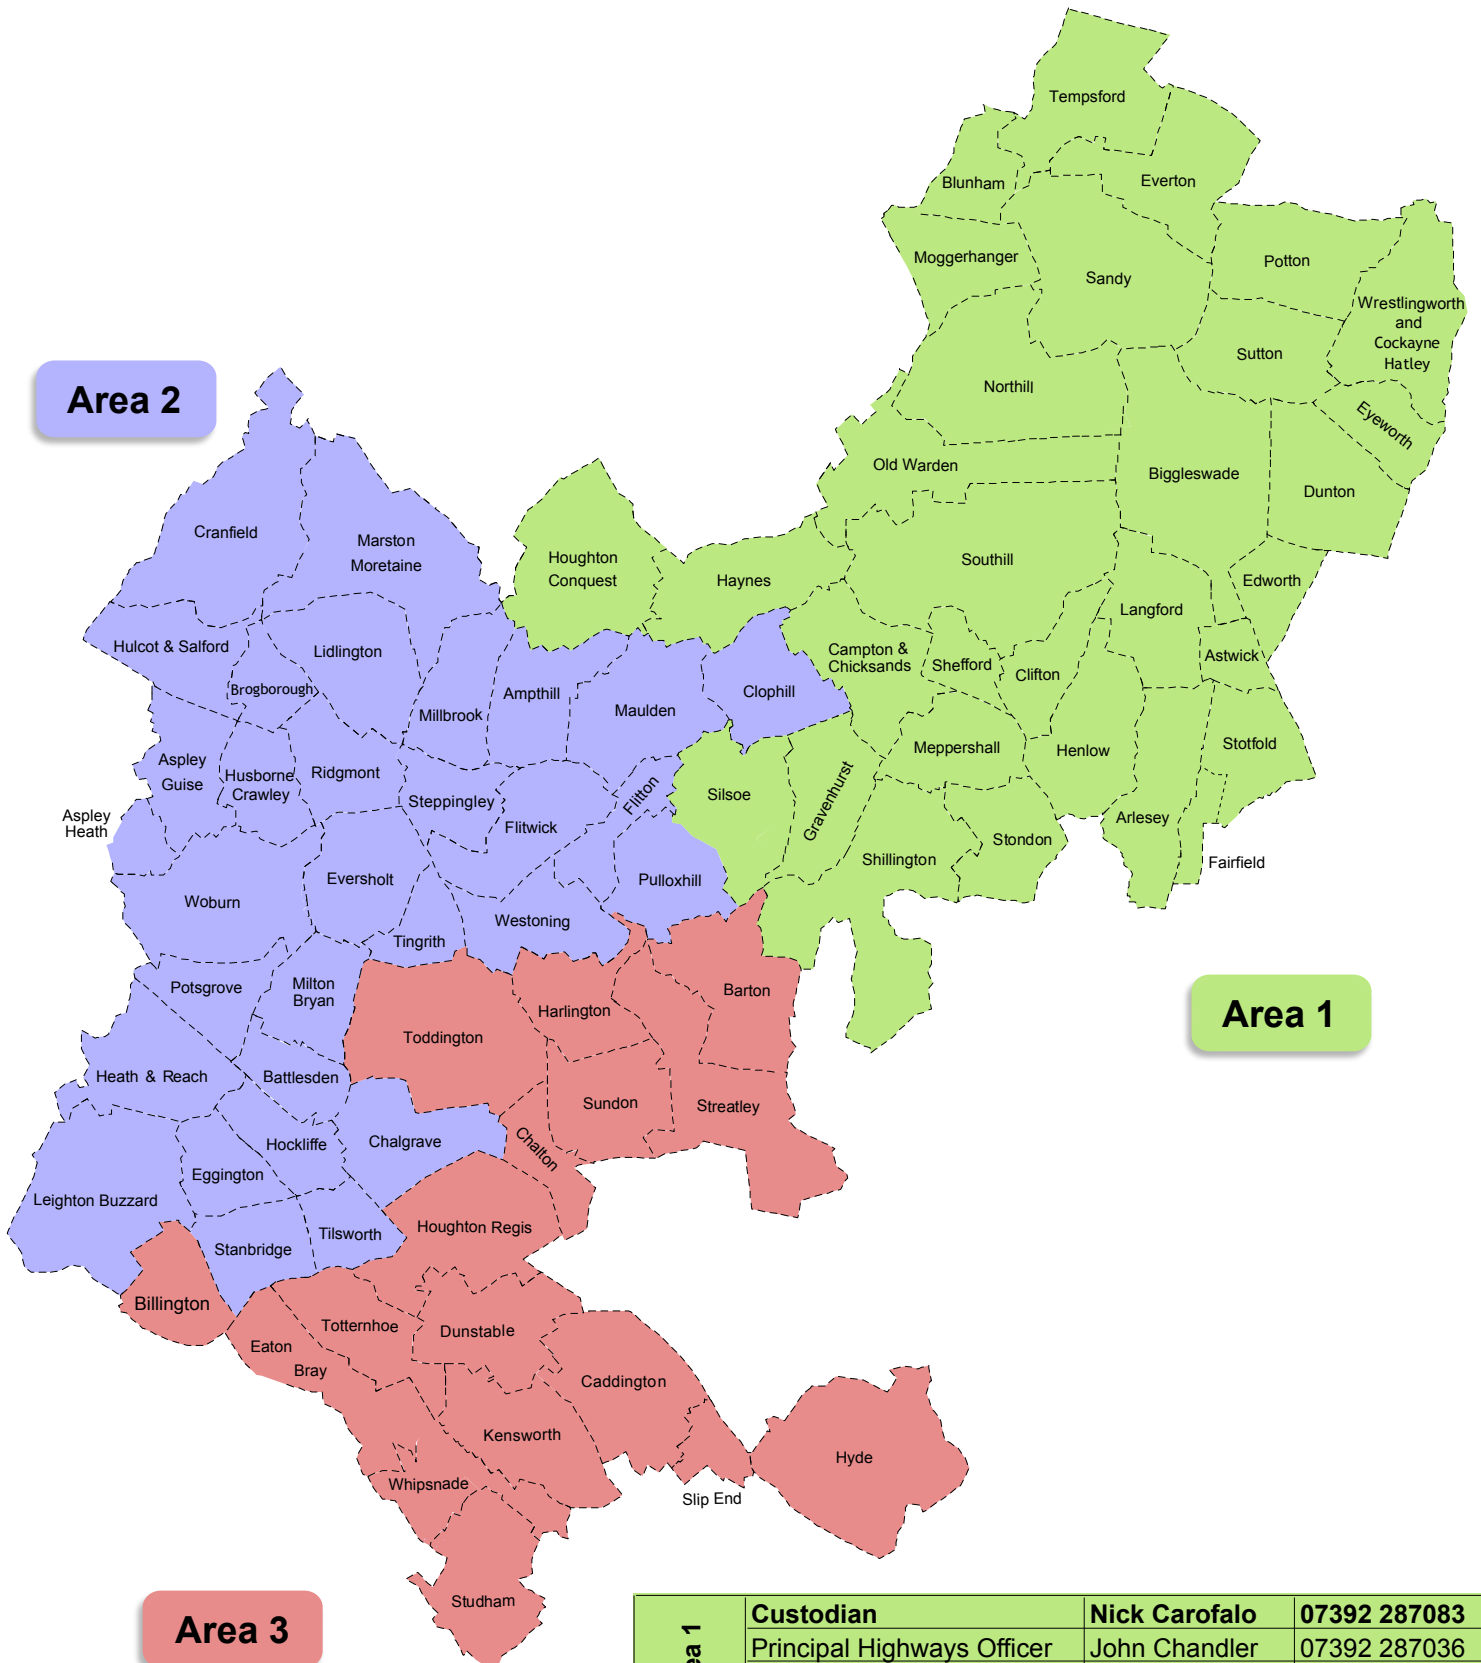 Tempsford
Blunham
Everton
Moggerhanger
Sandy
Potton
Wrestlingworth
and
Cockayne
Hatley
Sutton
Northill
Eyeworth
Area 2
Old Warden
Biggleswade
Dunton
Cranfield
Marston
Moretaine
Houghton
Conquest
Haynes
Southill
Edworth
Langford
Hulcot & Salford
Lidlington
Campton &
Chicksands
Shefford
Clifton
Astwick
Brogborough
Millbrook
Ampthill
Maulden
Clophill
Aspley
Guise
Husborne
Crawley
Ridgmont
Steppingley
Flitton
Silsoe
Gravenhurst
Meppershall
Henlow
Stotfold
Aspley
Heath
Flitwick
Shillington
Stondon
Arlesey
Fairfield
Woburn
Eversholt
Pulloxhill
Westoning
Tingrith
Potsgrove
Milton
Bryan
Harlington
Barton
Area 1
Toddington
Heath & Reach
Battlesden
Sundon
Streatley
Hockliffe
Chalgrave
Chalton
Eggington
Leighton Buzzard
Stanbridge
Tilsworth
Houghton Regis
Billington
Totternhoe
Dunstable
Eaton
Bray
Caddington
Kensworth
Hyde
Whipsnade
Slip End
Studham
Area 3
Custodian Nick Carofalo 07392 287083
Principal Highways Officer John Chandler 07392 287036